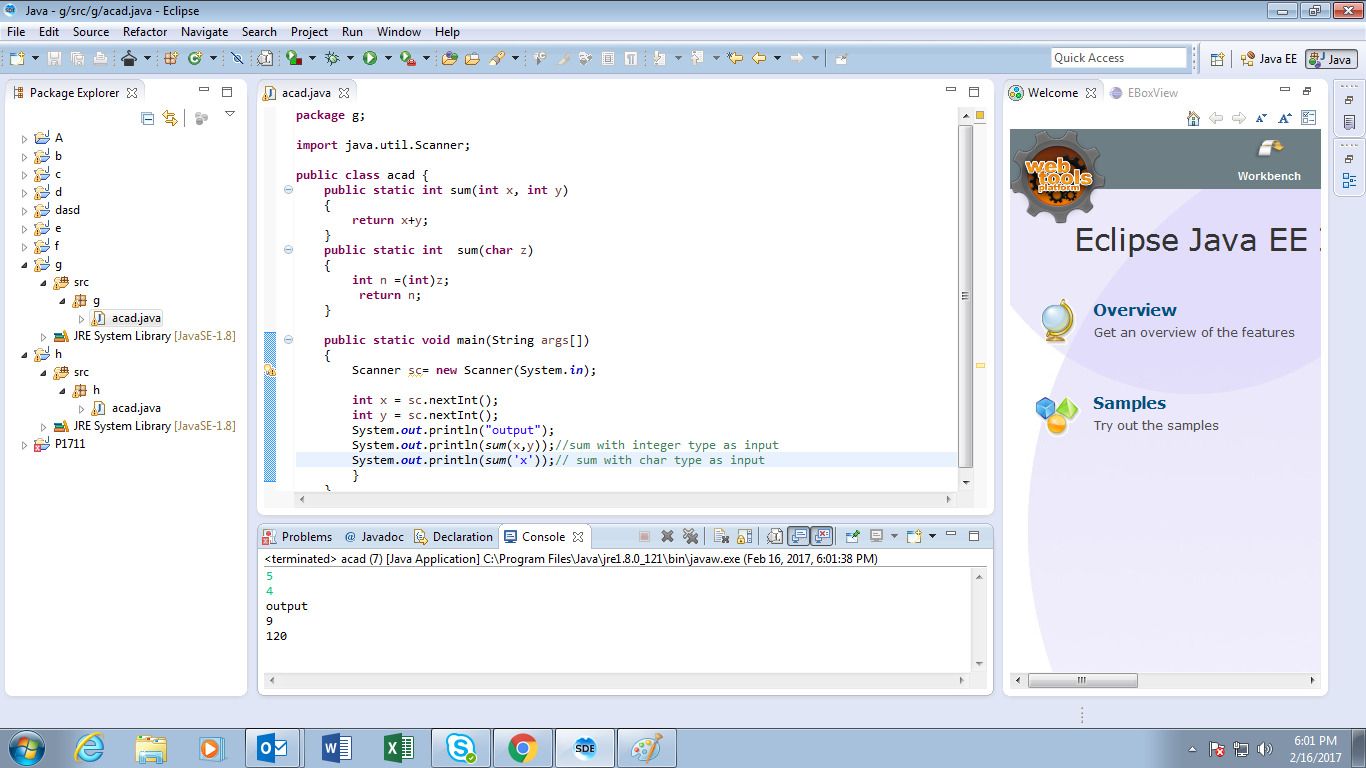 Java - g/src/g/acad.java - Eclipse
File Edit Source Refactor Navigate Search Project Run Window Help
Quick Access
Java EE
Java
Package Explorer
A
b
c
d
dasd
e
f
g
src
g
acad.java
JRE System Library [JavaSE-1.8]
h
src
h
acad.java
JRE System Library [JavaSE-1.8]
P1711
acad.java
package g;
import java.util.Scanner;
public class acad {
public static int sum(int x, int y)
{
return x+y;
}
public static int  sum(char z)
{
int n =(int)z;
return n;
}
public static void main(String args[])
{
Scanner sc= new Scanner(System.in);
int x = sc.nextInt();
int y = sc.nextInt();
System.out.println("output");
System.out.println(sum(x,y));//sum with integer type as input
System.out.println(sum('x'));// sum with char type as input
}
Problems @ Javadoc Declaration Console
<terminated> acad (7) [Java Application] C:\Program Files\Java\jre1.8.0_121\bin\javaw.exe (Feb 16, 2017, 6:01:38 PM)
5
4
output
9
120
Welcome
EBoxView
web
tools
platform
Workbench
Eclipse Java EE
Overview
Get an overview of the features
Samples
Try out the samples
SDE
6:01 PM
2/16/2017